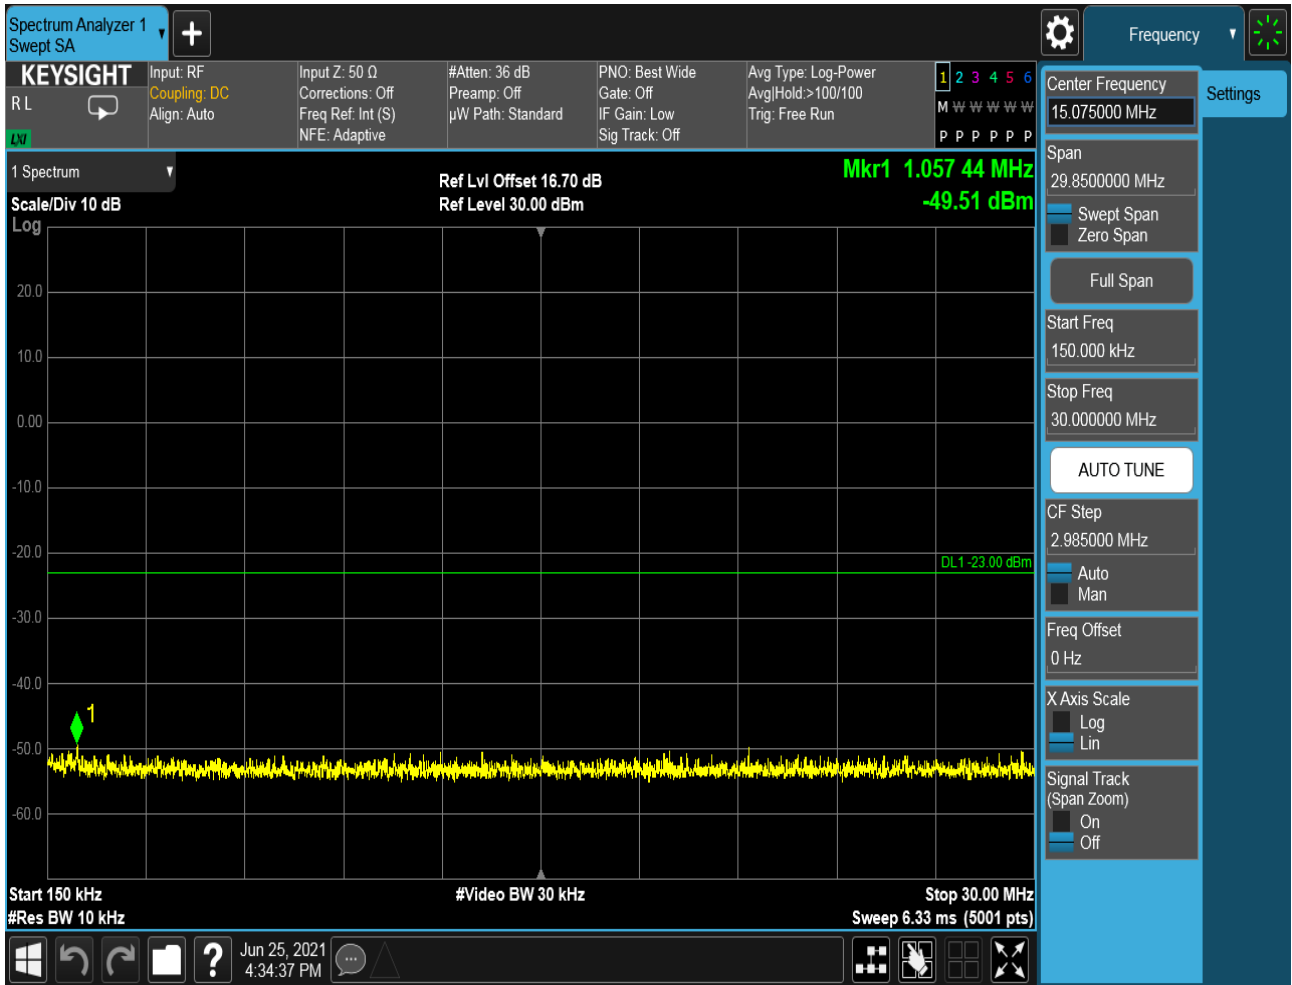 Spectrum Analyzer 1
Swept SA
Frequency
KEYSIGHT
R L
LXI
Input: RF
Coupling: DC
Align: Auto
Input Z: 50 Ω
Corrections: Off
Freq Ref: Int (S)
NFE: Adaptive
#Atten: 36 dB
Preamp: Off
µW Path: Standard
PNO: Best Wide
Gate: Off
IF Gain: Low
Sig Track: Off
Avg Type: Log-Power
Avg|Hold:>100/100
Trig: Free Run
1 2 3 4 5 6
M W W W W W
P P P P P P
Center Frequency
15.075000 MHz
Settings
Span
29.8500000 MHz
Swept Span
Zero Span
Full Span
Start Freq
150.000 kHz
Stop Freq
30.000000 MHz
AUTO TUNE
CF Step
2.985000 MHz
Auto
Man
Freq Offset
0 Hz
X Axis Scale
Log
Lin
Signal Track
(Span Zoom)
On
Off
1 Spectrum
Scale/Div 10 dB
Log
Ref Lvl Offset 16.70 dB
Ref Level 30.00 dBm
Mkr1 1.057 44 MHz
-49.51 dBm
20.0
10.0
0.00
-10.0
-20.0
DL1 -23.00 dBm
-30.0
-40.0
1
-50.0
-60.0
Start 150 kHz
#Video BW 30 kHz
Stop 30.00 MHz
#Res BW 10 kHz
Sweep 6.33 ms (5001 pts)
?
Jun 25, 2021
4:34:37 PM